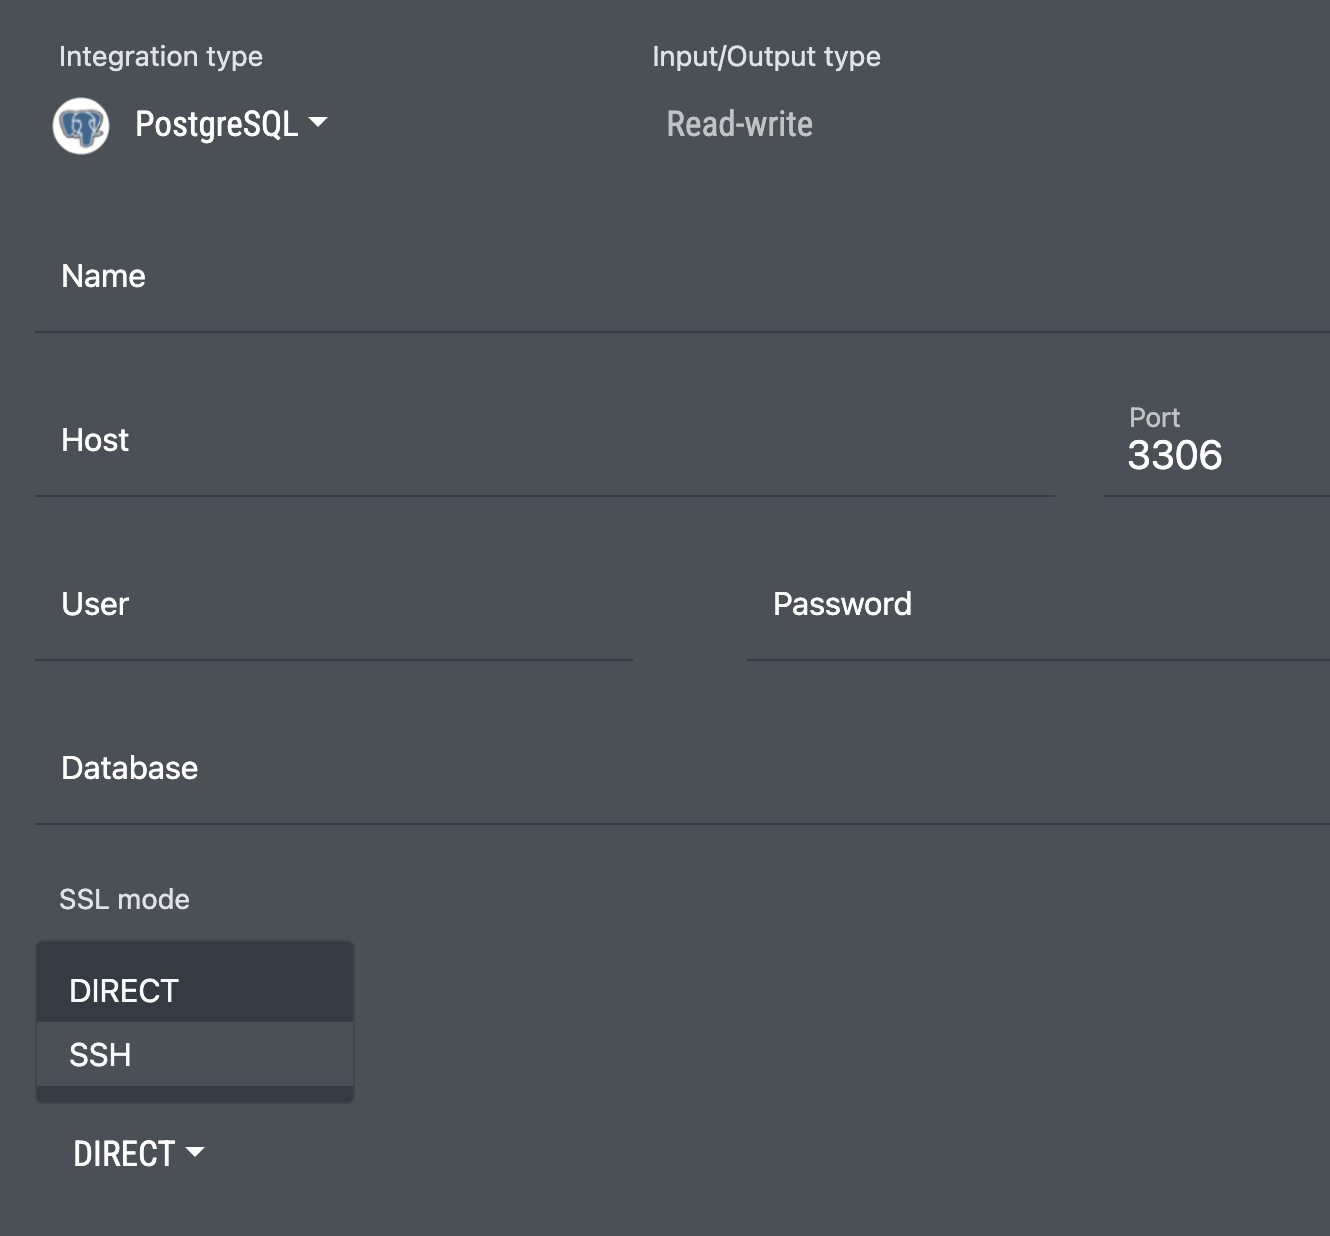 Integration type
Input/Output type
PostgreSQL
Read-write
Name
Host
Port
3306
User
Password
Database
SSL mode
DIRECT
SSH
DIRECT